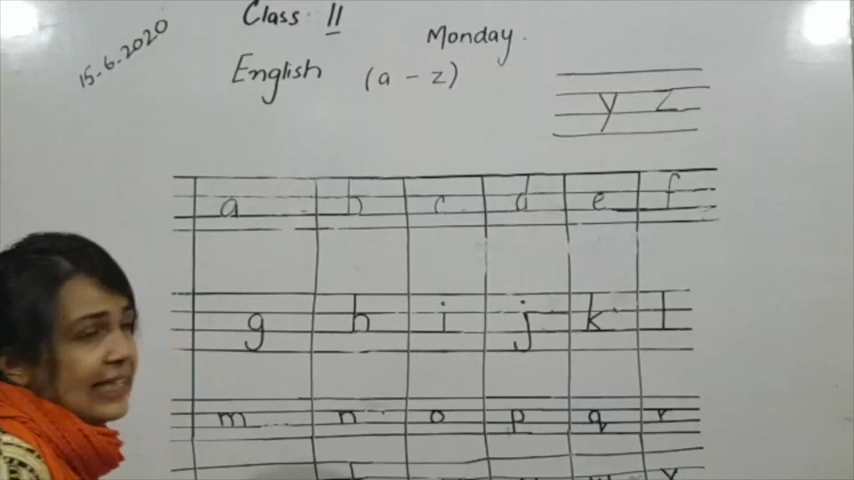 15.6.2020
Class II
Monday.
English (a - z)
y z
a b c d e f
g h i j k l
m n o p q r